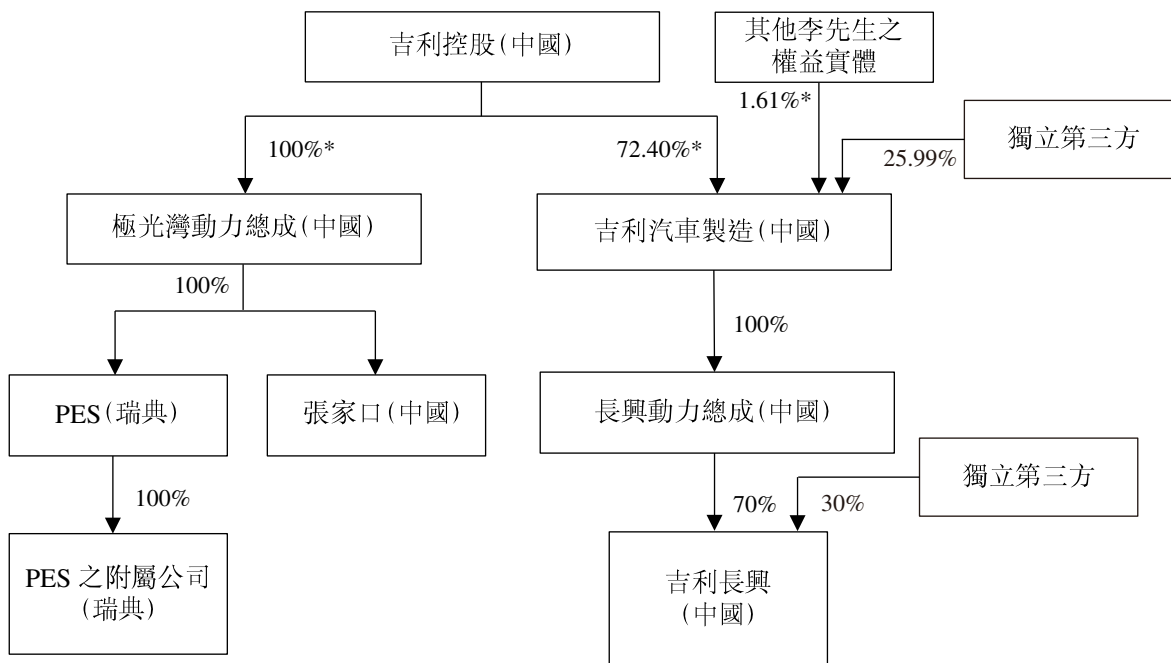 吉利控股(中國)
其他李先生之
權益實體
1.61%*
獨立第三方
100%*
72.40%*
25.99%
極光灣動力總成(中國)
吉利汽車製造(中國)
100%
100%
PES(瑞典)
張家口(中國)
長興動力總成(中國)
獨立第三方
100%
70%
30%
PES 之附屬公司
(瑞典)
吉利長興
(中國)